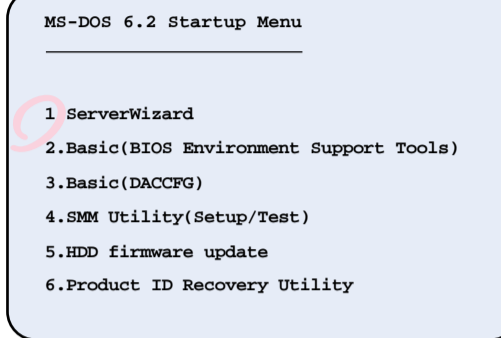 MS-DOS 6.2 Startup Menu
1 ServerWizard
2.Basic(BIOS Environment Support Tools)
3.Basic(DACCFG)
4.SMM Utility(Setup/Test)
5.HDD firmware update
6.Product ID Recovery Utility